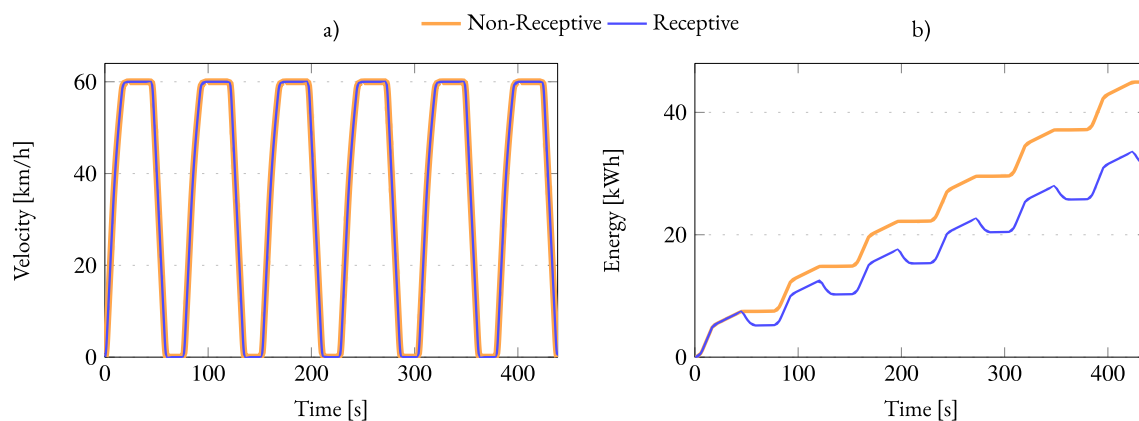 a)
Non-Receptive
Receptive
b)
Velocity [km/h]
60
40
20
0
0 100 200 300 400
Time [s]
Energy [kWh]
40
20
0
0 100 200 300 400
Time [s]